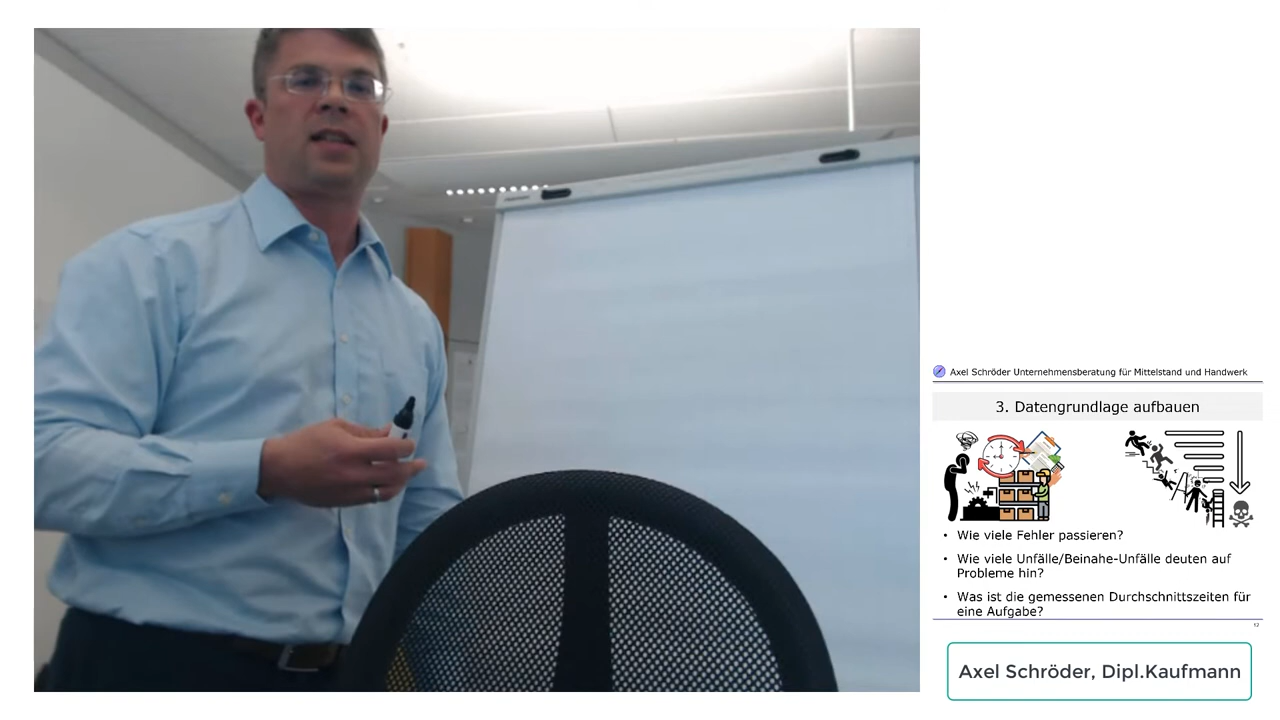 Axel Schröder Unternehmensberatung für Mittelstand und Handwerk
3. Datengrundlage aufbauen
• Wie viele Fehler passieren?
• Wie viele Unfälle/Beinahe-Unfälle deuten auf
Probleme hin?
• Was ist die gemessenen Durchschnittszeiten für
eine Aufgabe?
Axel Schröder, Dipl.Kaufmann